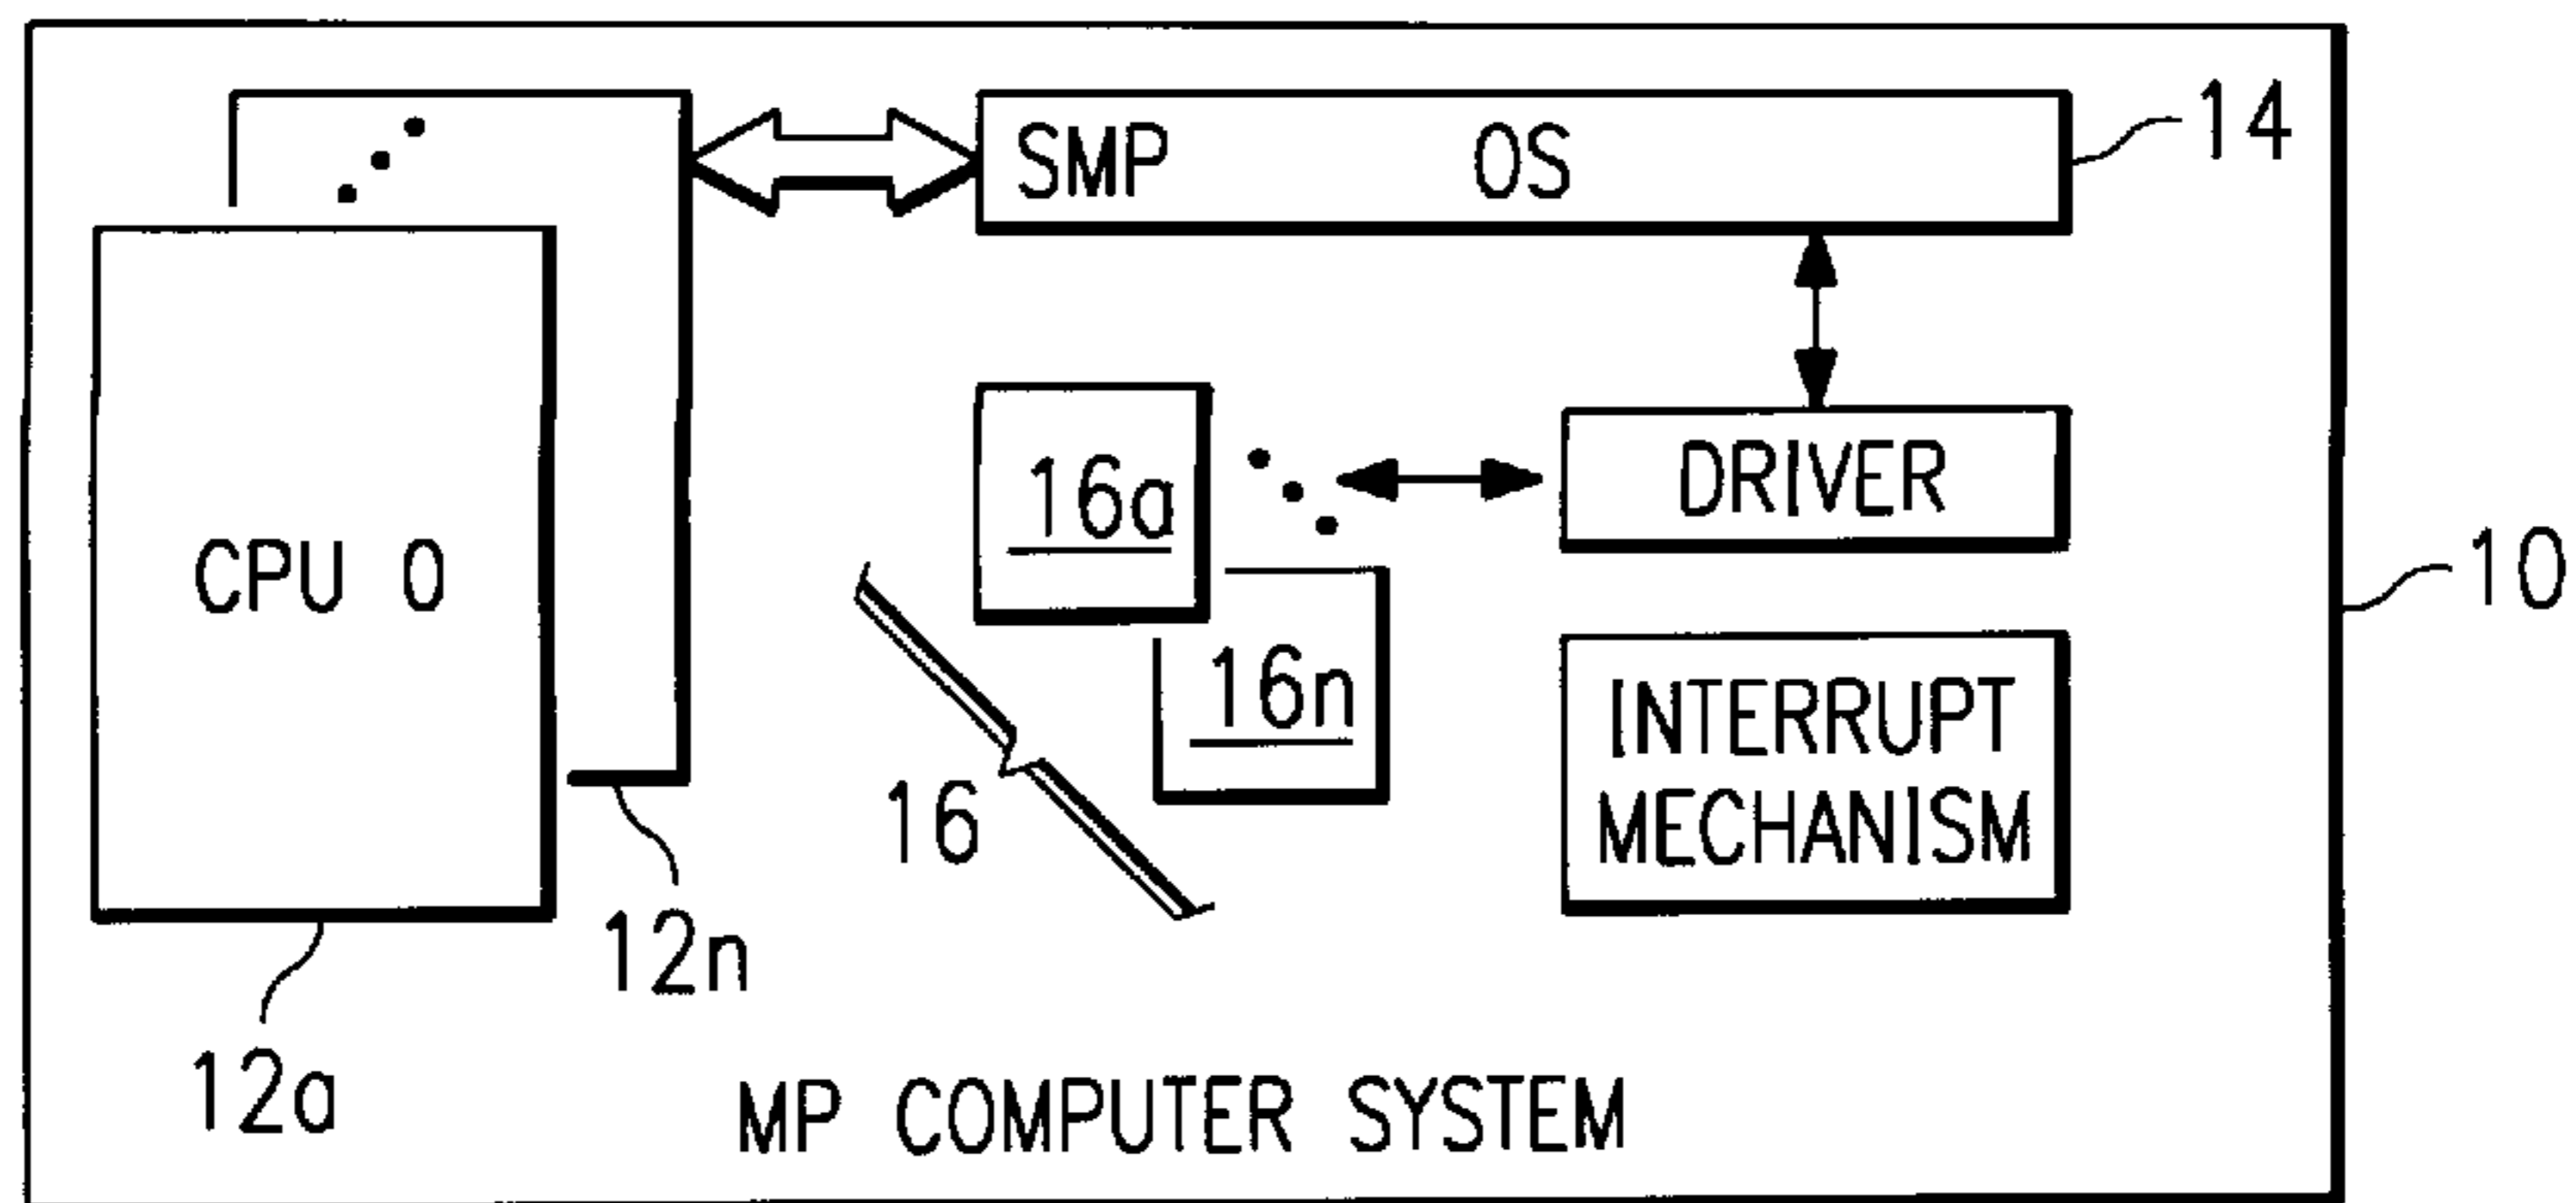 SMP OS
14
16a
DRIVER
CPU 0
10
16n
INTERRUPT
MECHANISM
16
12n
12a
MP COMPUTER SYSTEM